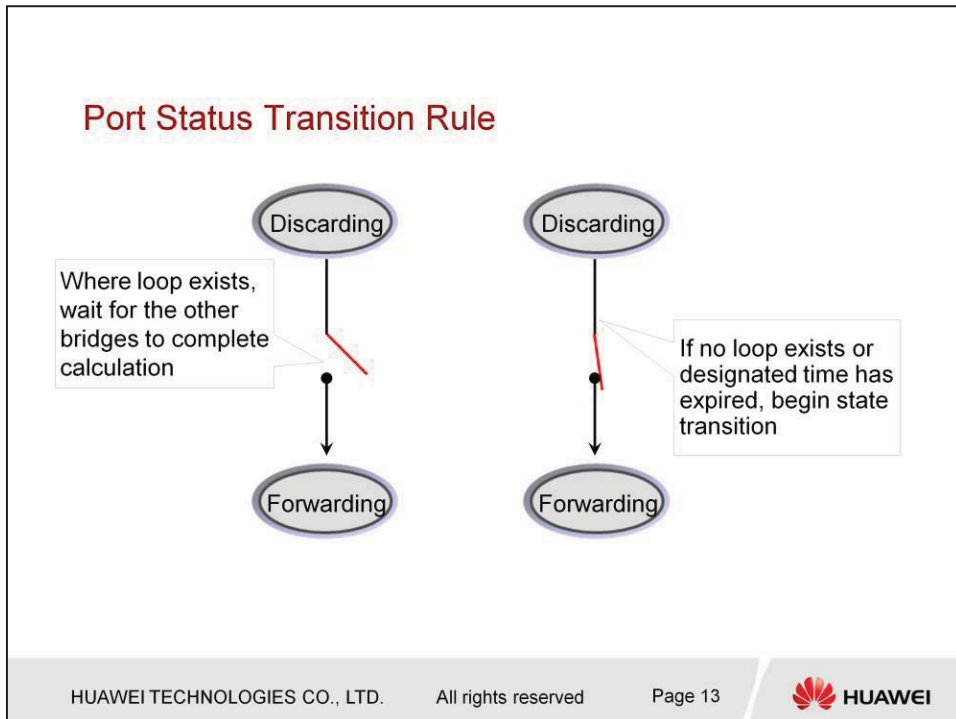 Port Status Transition Rule
Discarding
Discarding
Where loop exists,
wait for the other
bridges to complete
calculation
If no loop exists or
designated time has
expired, begin state
transition
Forwarding
Forwarding
HUAWEI TECHNOLOGIES CO., LTD.
All rights reserved
Page 13
HUAWEI